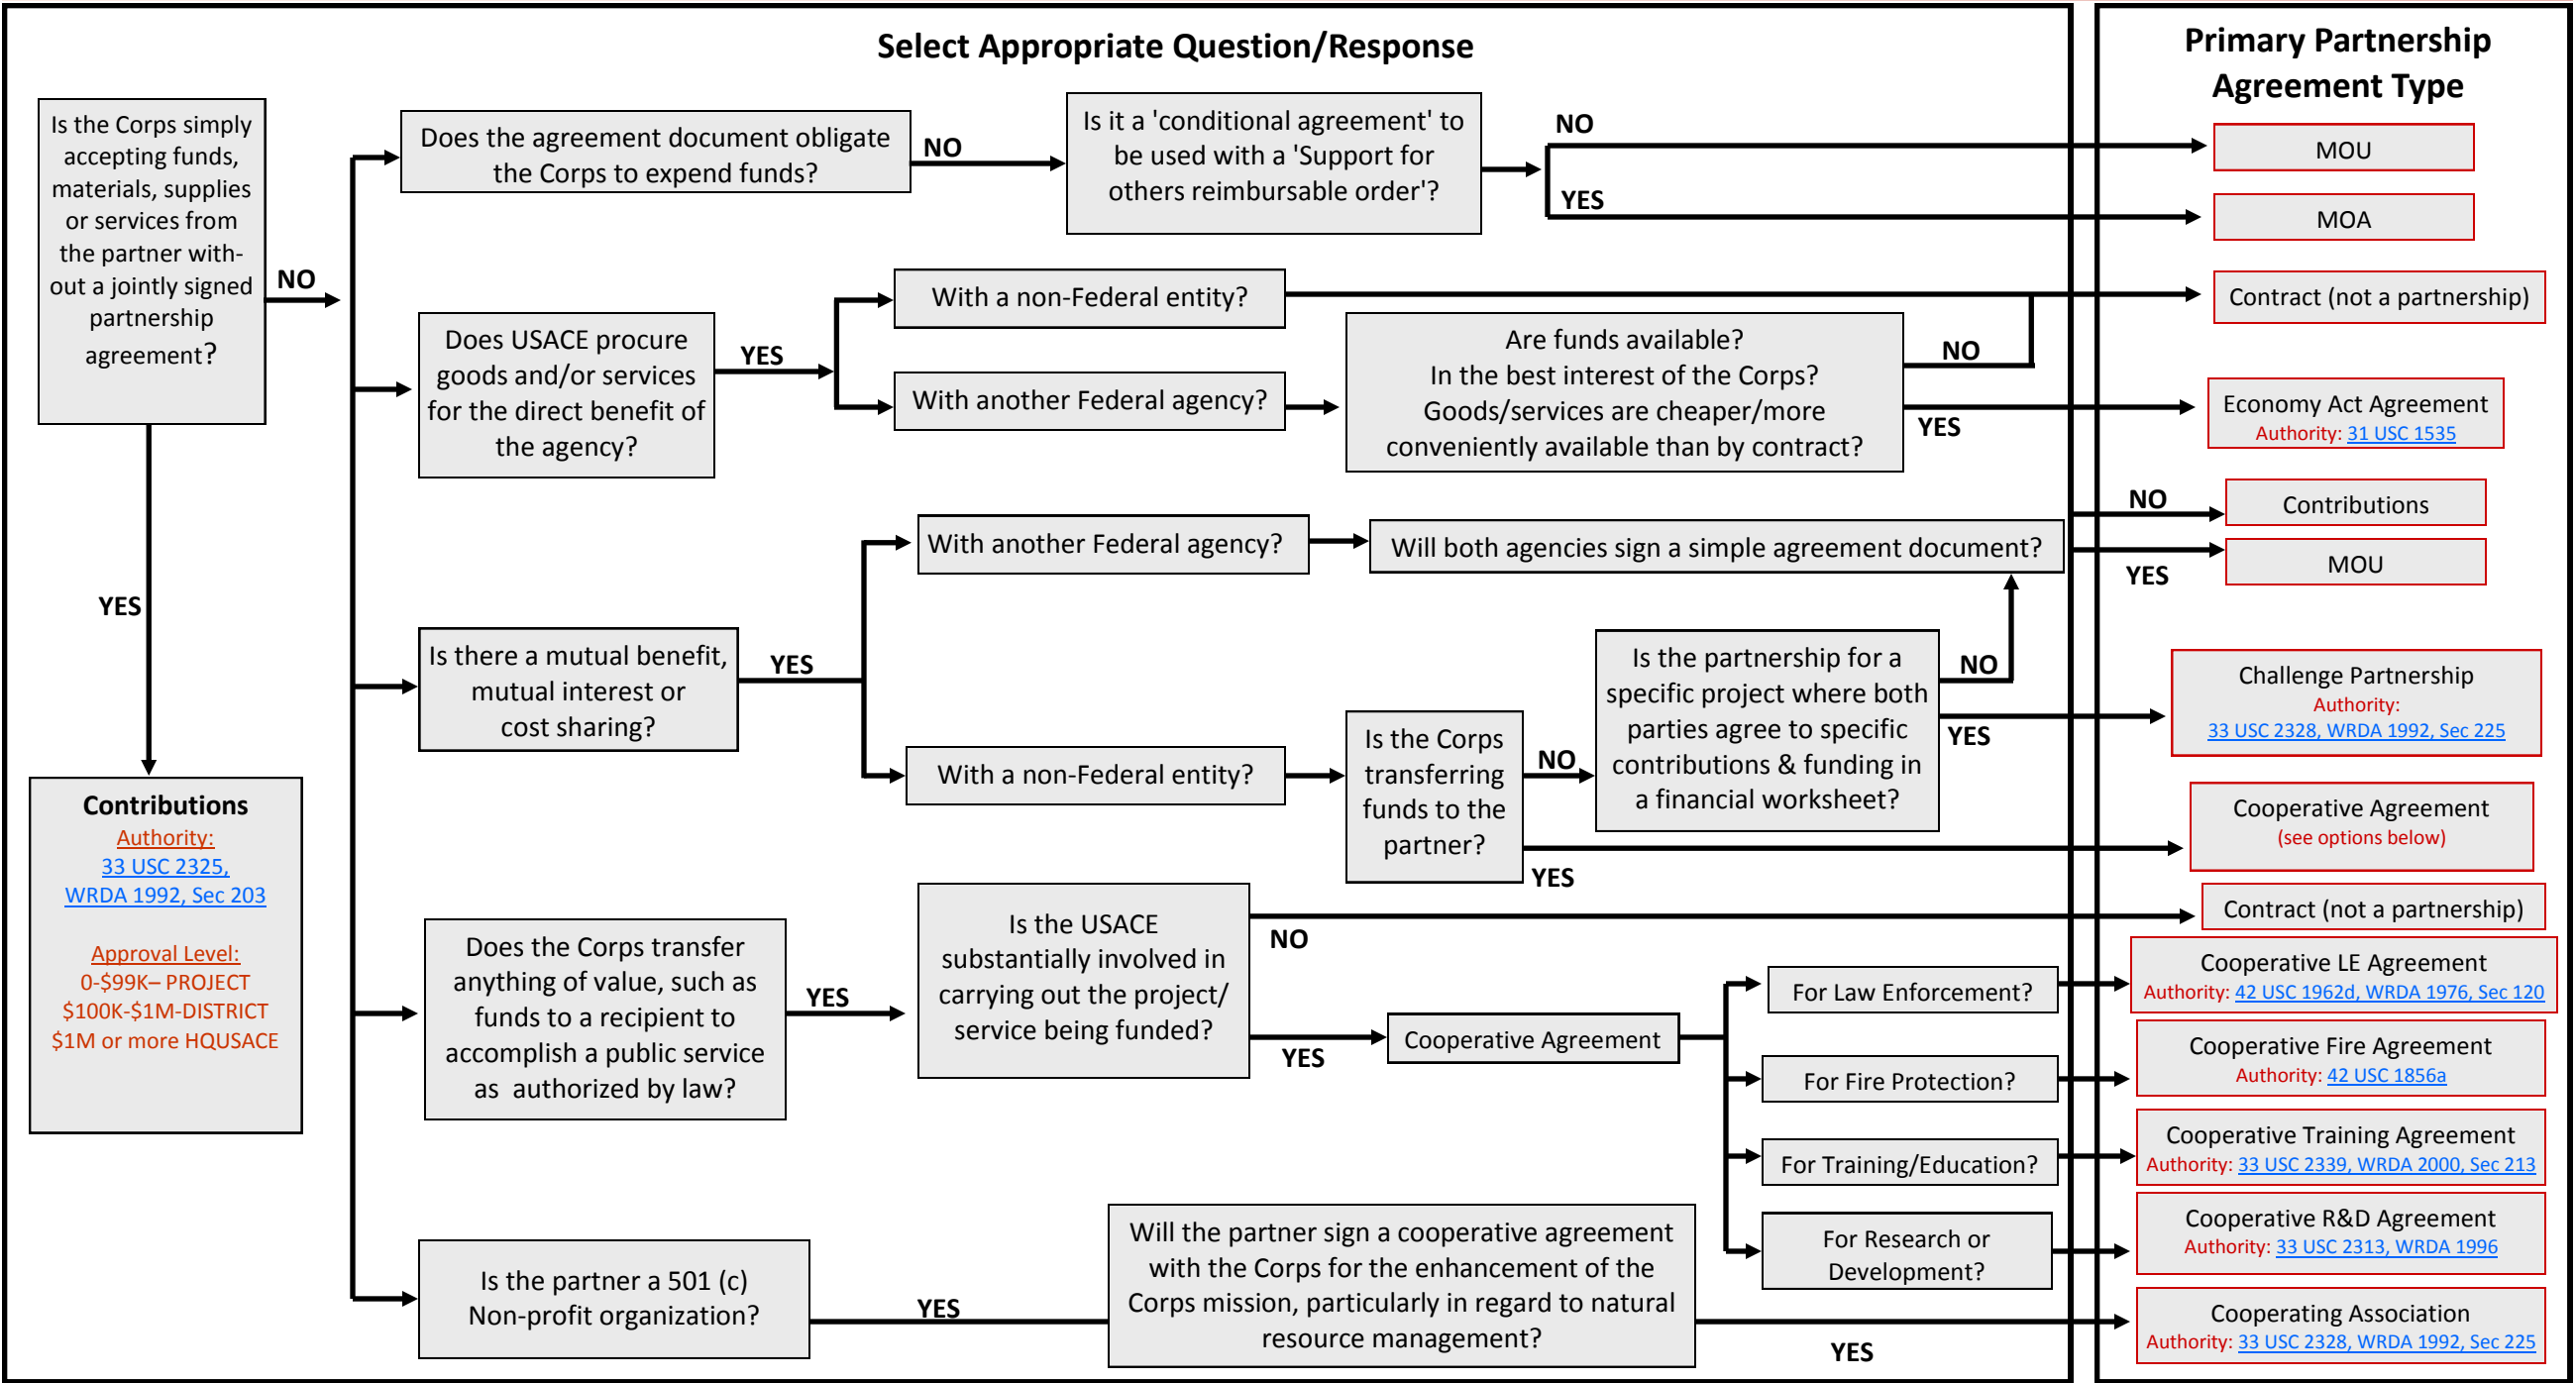 Select Appropriate Question/Response
Primary Partnership
Agreement Type
Is the Corps simply
accepting funds,
materials, supplies
or services from
the partner with-
out a jointly signed
partnership
agreement?
NO
YES
Contributions
Authority:
33 USC 2325,
WRDA 1992, Sec 203
Approval Level:
0-$99K– PROJECT
$100K-$1M-DISTRICT
$1M or more HQUSACE
Does the agreement document obligate
the Corps to expend funds?
NO
Is it a 'conditional agreement' to
be used with a 'Support for
others reimbursable order'?
NO
MOU
YES
MOA
Does USACE procure
goods and/or services
for the direct benefit of
the agency?
YES
With a non-Federal entity?
Contract (not a partnership)
With another Federal agency?
Are funds available?
In the best interest of the Corps?
Goods/services are cheaper/more
conveniently available than by contract?
NO
YES
Economy Act Agreement
Authority: 31 USC 1535
Is there a mutual benefit,
mutual interest or
cost sharing?
YES
With another Federal agency?
Will both agencies sign a simple agreement document?
NO
Contributions
YES
MOU
With a non-Federal entity?
Is the Corps
transferring
funds to the
partner?
NO
Is the partnership for a
specific project where both
parties agree to specific
contributions & funding in
a financial worksheet?
NO
YES
Challenge Partnership
Authority:
33 USC 2328, WRDA 1992, Sec 225
YES
Cooperative Agreement
(see options below)
Does the Corps transfer
anything of value, such as
funds to a recipient to
accomplish a public service
as authorized by law?
YES
Is the USACE
substantially involved in
carrying out the project/
service being funded?
NO
Contract (not a partnership)
YES
Cooperative Agreement
For Law Enforcement?
Cooperative LE Agreement
Authority: 42 USC 1962d, WRDA 1976, Sec 120
For Fire Protection?
Cooperative Fire Agreement
Authority: 42 USC 1856a
For Training/Education?
Cooperative Training Agreement
Authority: 33 USC 2339, WRDA 2000, Sec 213
For Research or
Development?
Cooperative R&D Agreement
Authority: 33 USC 2313, WRDA 1996
Is the partner a 501 (c)
Non-profit organization?
YES
Will the partner sign a cooperative agreement
with the Corps for the enhancement of the
Corps mission, particularly in regard to natural
resource management?
YES
Cooperating Association
Authority: 33 USC 2328, WRDA 1992, Sec 225